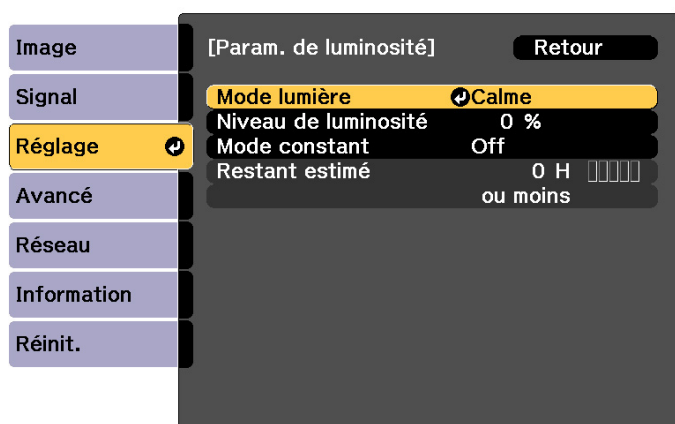 Image
Signal
Réglage
Avancé
Réseau
Information
Réinit.
[Param. de luminosité] Retour
Mode lumière Calme
Niveau de luminosité 0 %
Mode constant Off
Restant estimé 0 H
ou moins